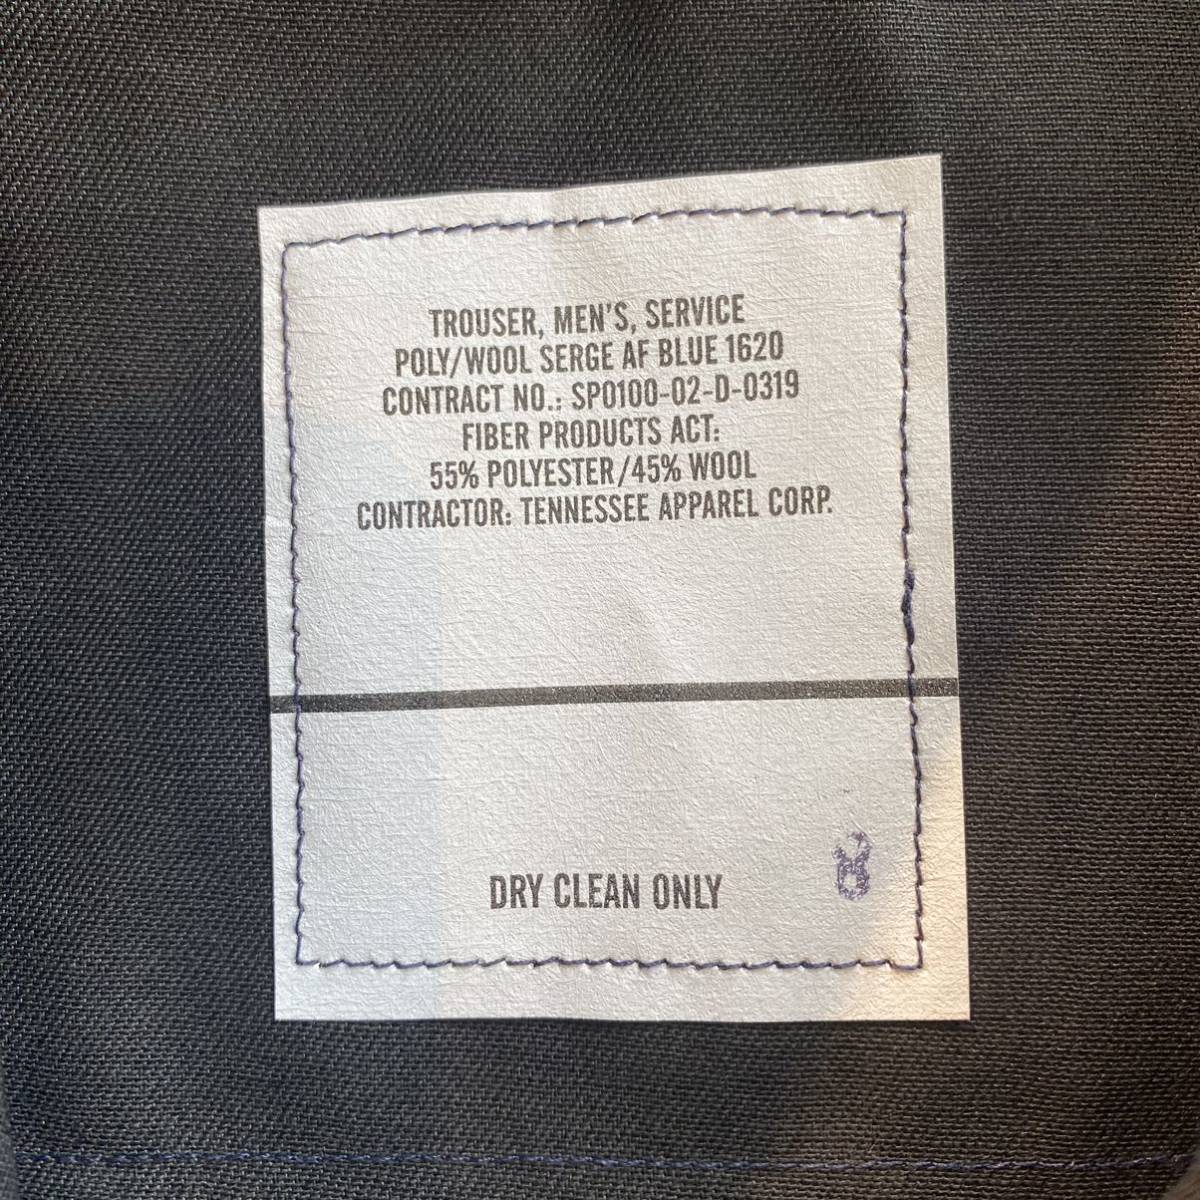 TROUSER, MEN'S, SERVICE
POLY/WOOL SERGE AF BLUE 1620
CONTRACT NO.: SP0100-02-D-0319
FIBER PRODUCTS ACT:
55% POLYESTER/45% WOOL
CONTRACTOR: TENNESSEE APPAREL CORP.
DRY CLEAN ONLY